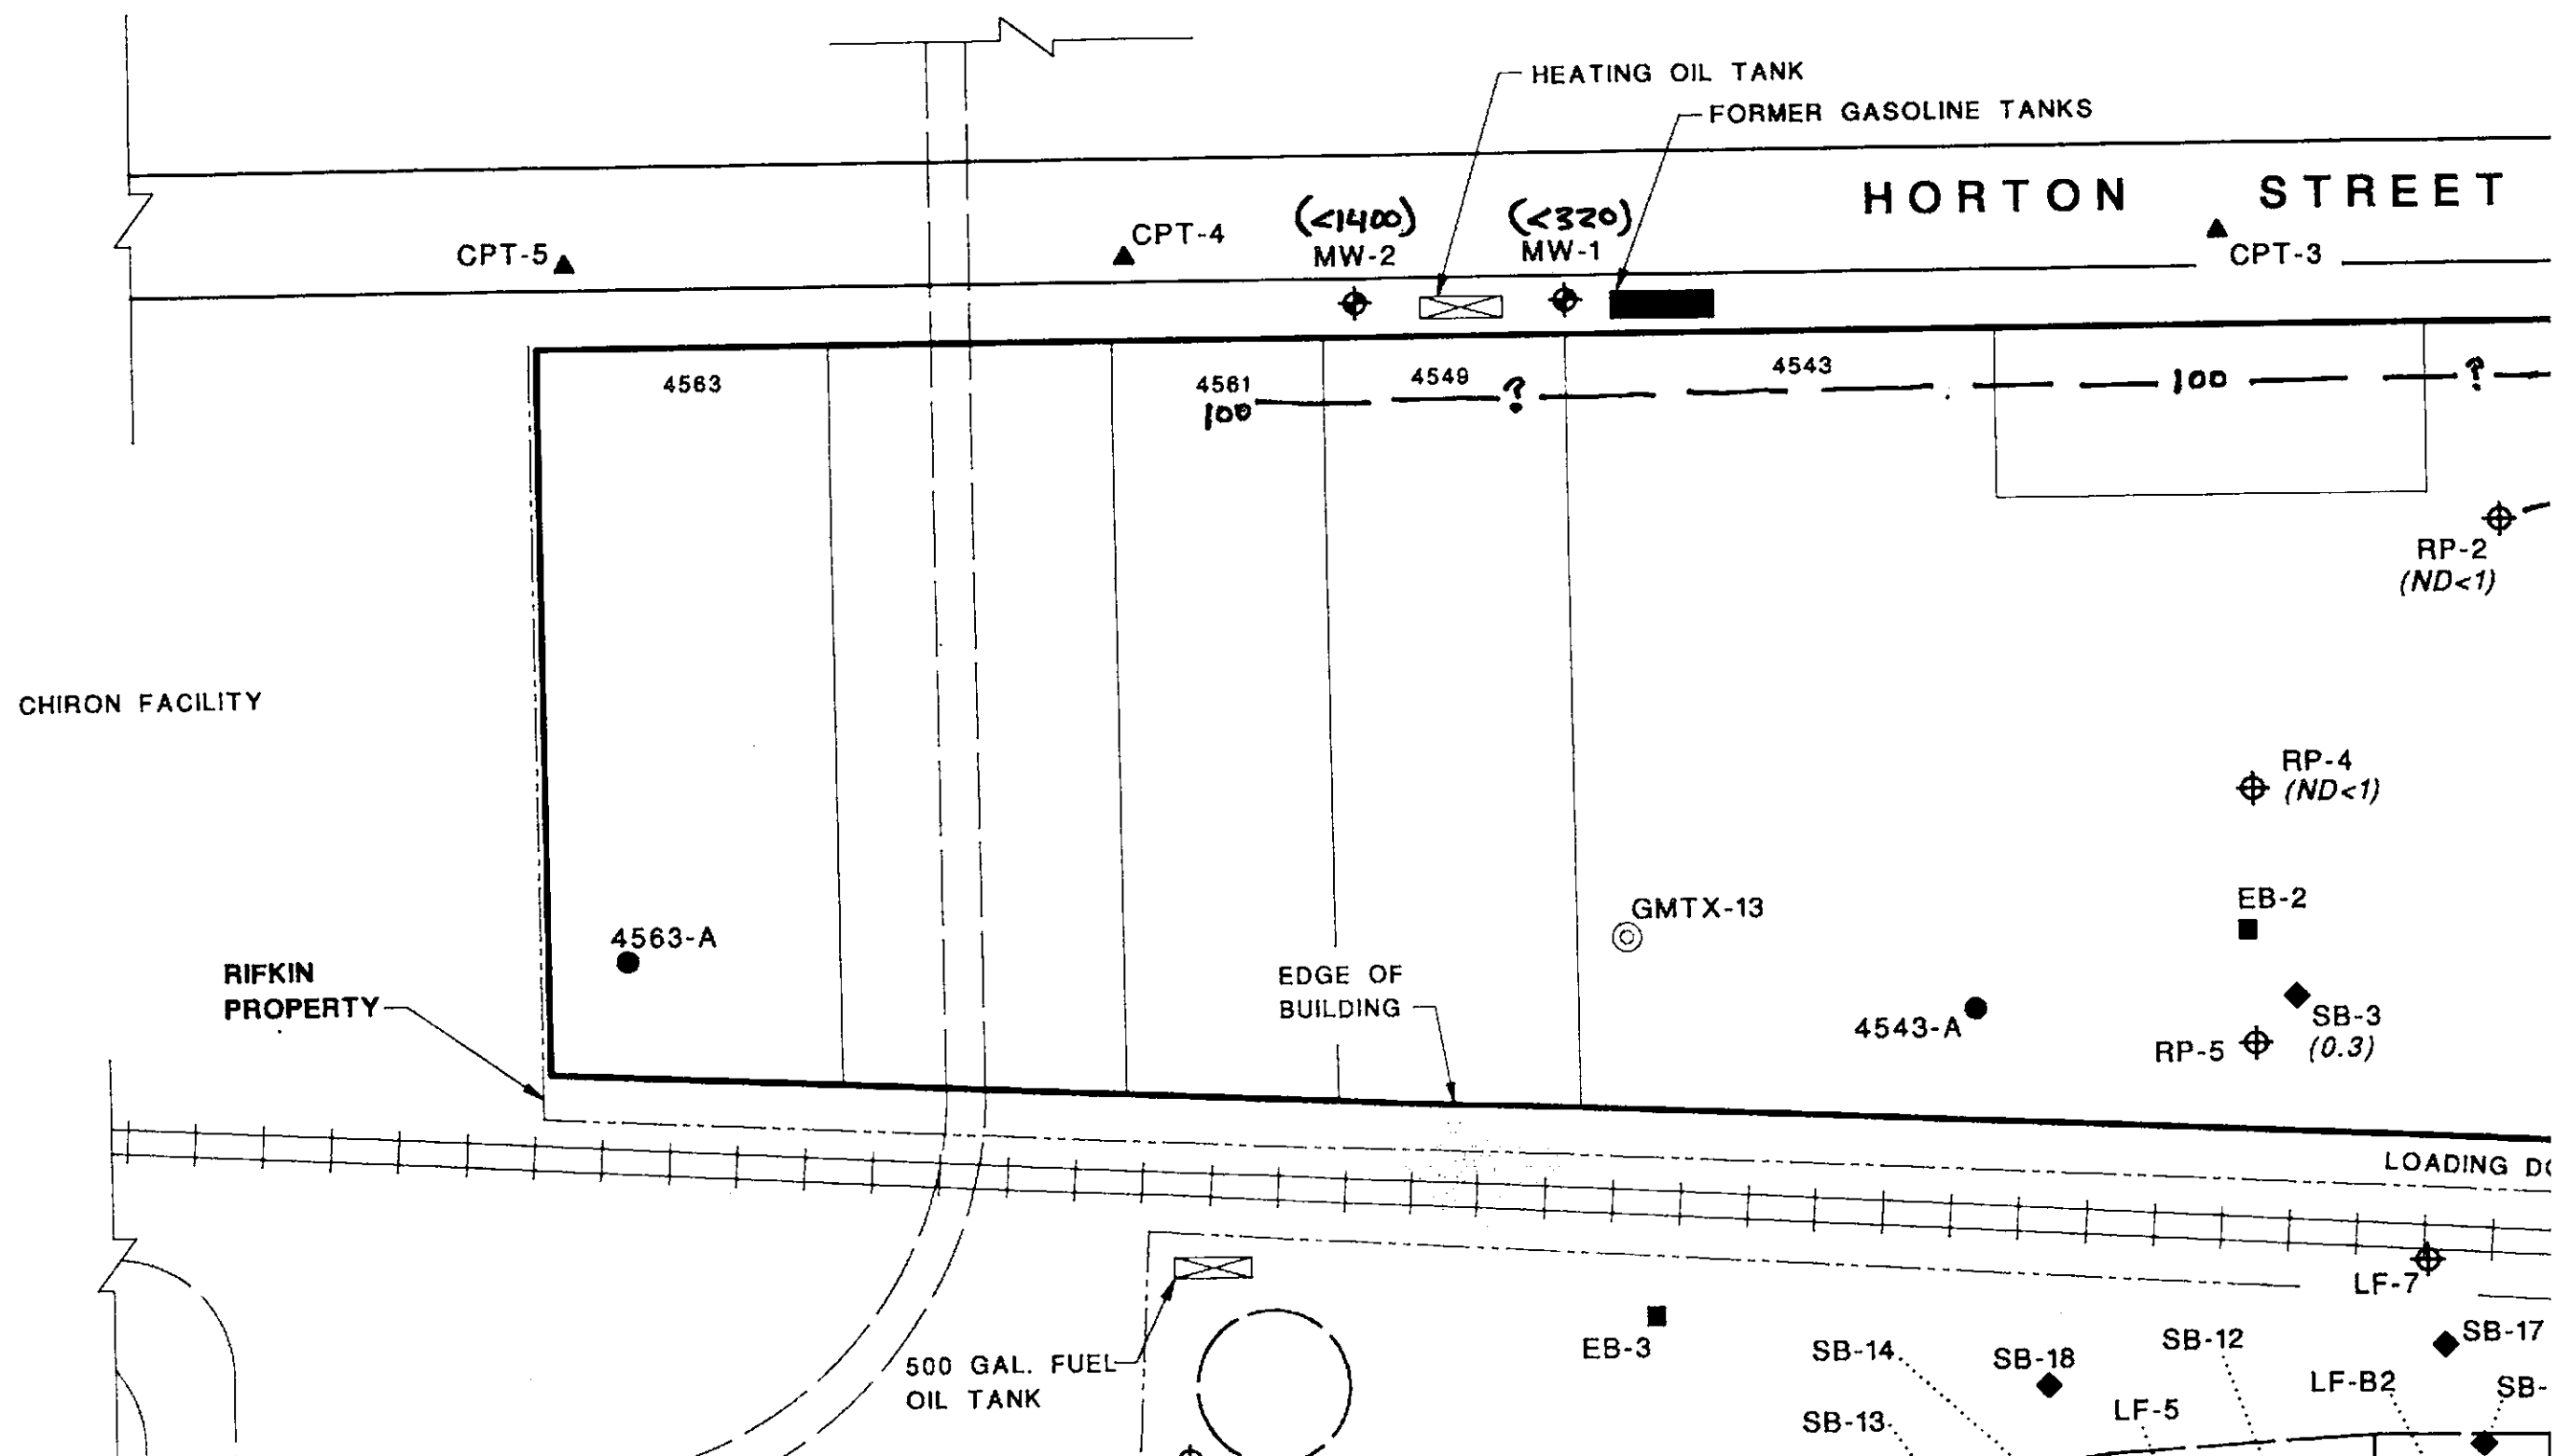 HEATING OIL TANK
FORMER GASOLINE TANKS
HORTON STREET
(<1400)
(<320)
CPT-5
CPT-4
MW-2
MW-1
CPT-3
4563
4561
4549
4543
100
?
100
?
RP-2
(ND<1)
CHIRON FACILITY
RP-4
(ND<1)
EB-2
GMTX-13
4563-A
RIFKIN
PROPERTY
EDGE OF
BUILDING
4543-A
SB-3
(0.3)
RP-5
LOADING
LF-7
EB-3
SB-14
SB-18
SB-12
SB-17
500 GAL. FUEL
OIL TANK
LF-B2
SB-
LF-5
SB-13